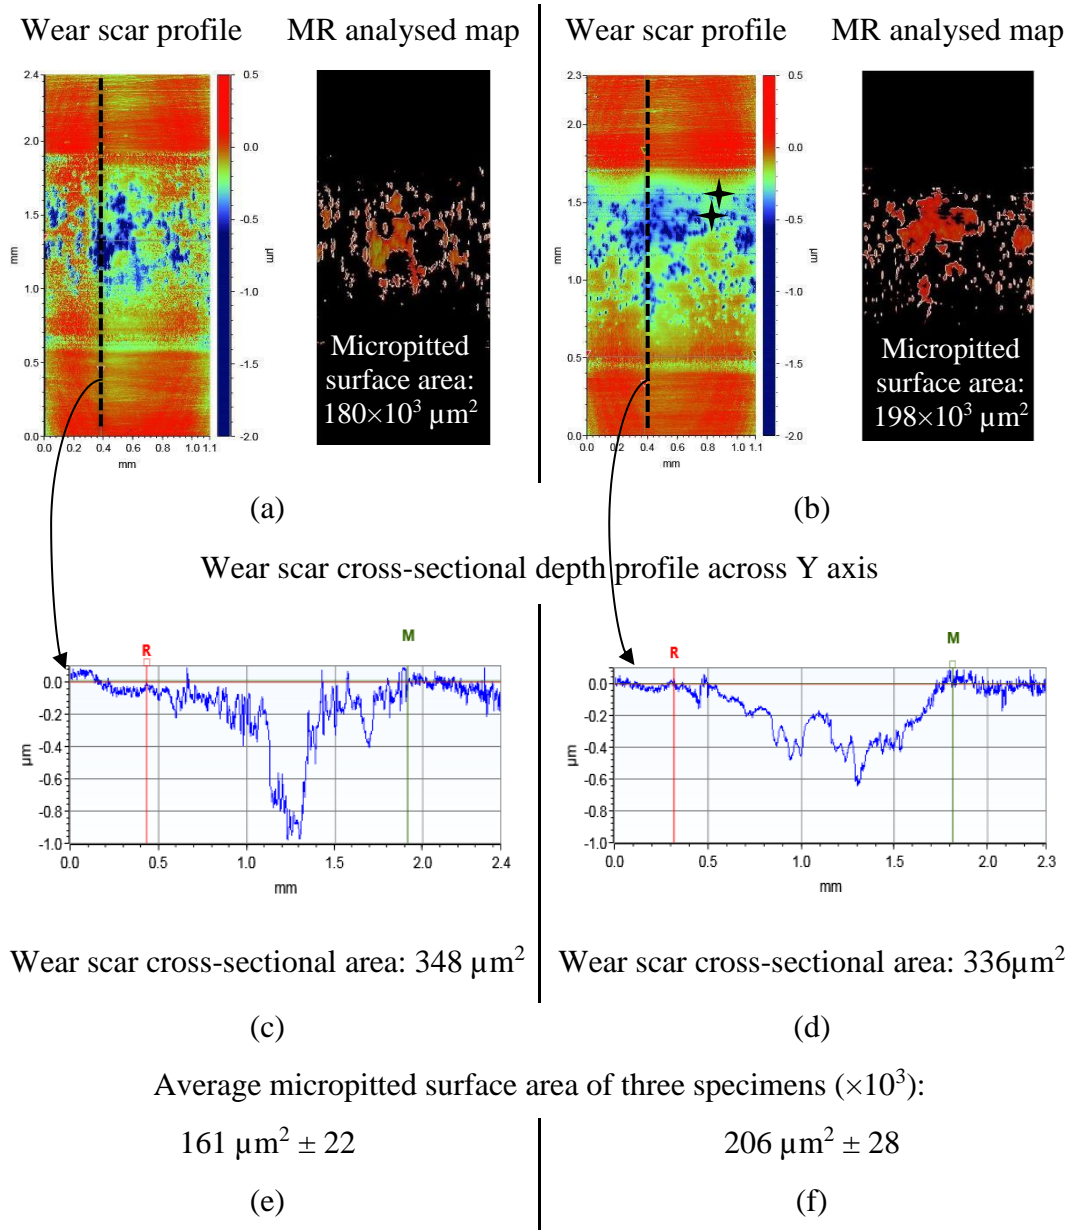 Wear scar profile
MR analysed map
Wear scar profile
MR analysed map
2.4
2.0
1.5
1.0
0.5
0.0
mm
0.0 0.2 0.4 0.6 0.8 1.0 1.1
mm
0.5
0.0
-0.5
-1.0
-1.5
-2.0
µm
Micropitted
surface area:
180×10³ µm²
2.3
2.0
1.5
1.0
0.5
0.0
mm
0.0 0.2 0.4 0.6 0.8 1.0 1.1
mm
0.5
0.0
-0.5
-1.0
-1.5
-2.0
µm
Micropitted
surface area:
198×10³ µm²
(a)
(b)
Wear scar cross-sectional depth profile across Y axis
R
M
0.0
-0.2
-0.4
-0.6
-0.8
-1.0
µm
0.0 0.5 1.0 1.5 2.0 2.4
mm
R
M
0.0
-0.2
-0.4
-0.6
-0.8
-1.0
µm
0.0 0.5 1.0 1.5 2.0 2.3
mm
Wear scar cross-sectional area: 348 µm²
Wear scar cross-sectional area: 336µm²
(c)
(d)
Average micropitted surface area of three specimens (×10³):
161 µm² ± 22
206 µm² ± 28
(e)
(f)